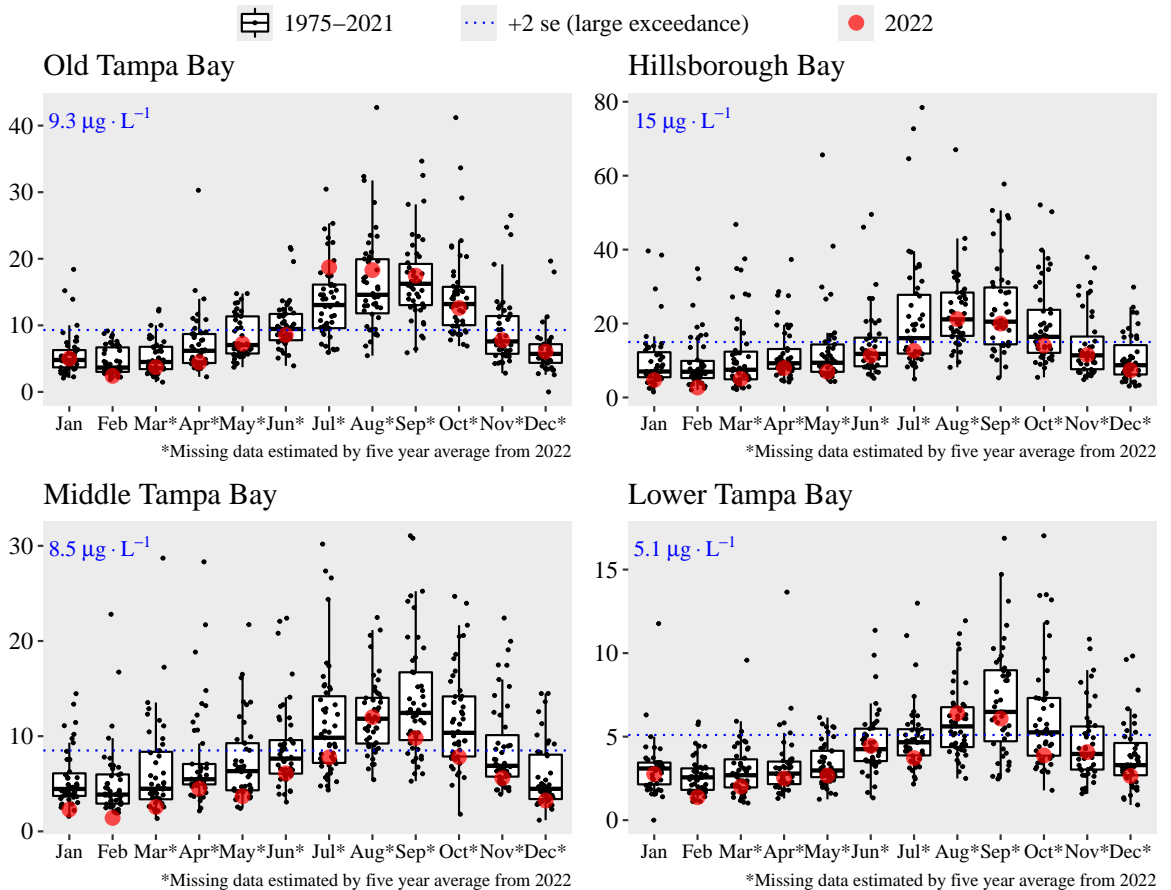 1975–2021 +2 se (large exceedance) 2022
Old Tampa Bay
9.3 μg · L⁻¹
40
30
20
10
0
Jan Feb Mar* Apr* May* Jun* Jul* Aug* Sep* Oct* Nov* Dec*
*Missing data estimated by five year average from 2022
Hillsborough Bay
15 μg · L⁻¹
80
60
40
20
0
Jan Feb Mar* Apr* May* Jun* Jul* Aug* Sep* Oct* Nov* Dec*
*Missing data estimated by five year average from 2022
Middle Tampa Bay
8.5 μg · L⁻¹
30
20
10
0
Jan Feb Mar* Apr* May* Jun* Jul* Aug* Sep* Oct* Nov* Dec*
*Missing data estimated by five year average from 2022
Lower Tampa Bay
5.1 μg · L⁻¹
15
10
5
0
Jan Feb Mar* Apr* May* Jun* Jul* Aug* Sep* Oct* Nov* Dec*
*Missing data estimated by five year average from 2022